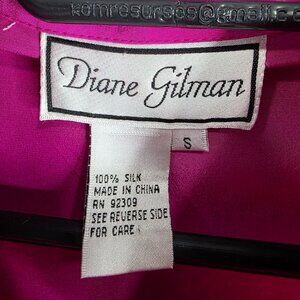 Diane Gilman
S
100% SILK
MADE IN CHINA
RN 92309
SEE REVERSE SIDE
FOR CARE